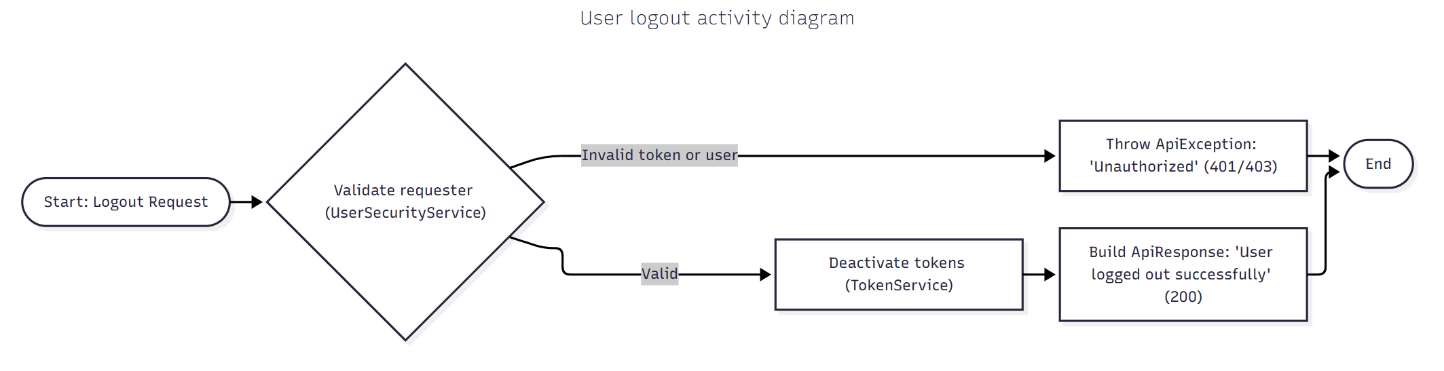 User logout activity diagram
Start: Logout Request
Validate requester
(UserSecurityService)
Invalid token or user
Throw ApiException:
'Unauthorized' (401/403)
End
Valid
Deactivate tokens
(TokenService)
Build ApiResponse: 'User
logged out successfully'
(200)